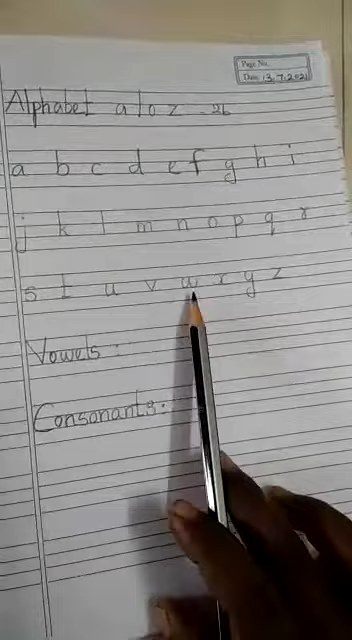 Page No.
Date 13.7.2021
Alphabet a to z - 26
a b c d e f g h i
j k l m n o p q r
s t u v w x y z
Vowels :
Consonants :